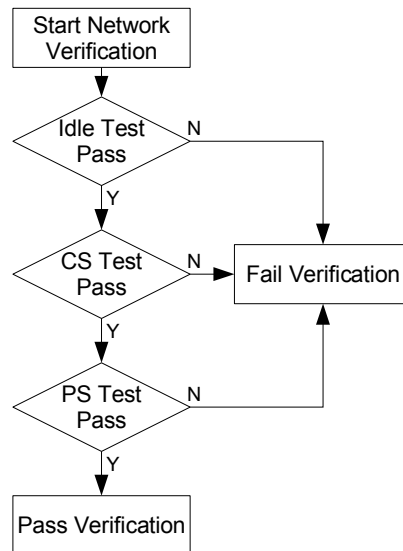 Start Network
Verification
Idle Test
Pass
N
Y
CS Test
Pass
N
Fail Verification
Y
PS Test
Pass
N
Y
Pass Verification